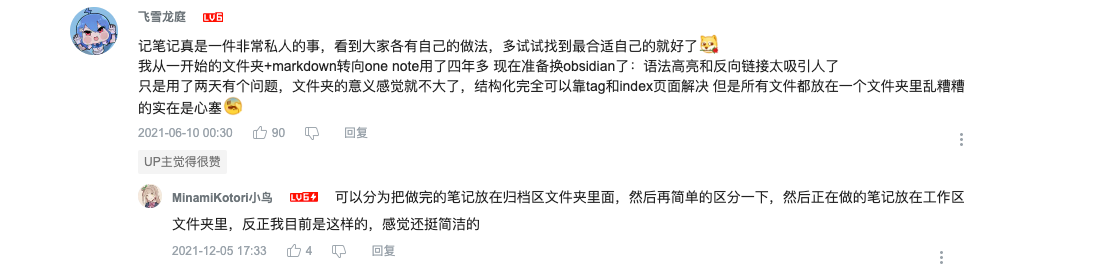 飞雪龙庭 LV6
记笔记真是一件非常私人的事，看到大家各有自己的做法，多试试找到最合适自己的就好了
我从一开始的文件夹+markdown转向one note用了四年多 现在准备换obsidian了：语法高亮和反向链接太吸引人了
只是用了两天有个问题，文件夹的意义感觉就不大了，结构化完全可以靠tag和index页面解决 但是所有文件都放在一个文件夹里乱糟糟
的实在是心塞
2021-06-10 00:30 90 回复
UP主觉得很赞
MinamiKotori小鸟 LV6 可以分为把做完的笔记放在归档区文件夹里面，然后再简单的区分一下，然后正在做的笔记放在工作区
文件夹里，反正我目前是这样的，感觉还挺简洁的
2021-12-05 17:33 4 回复